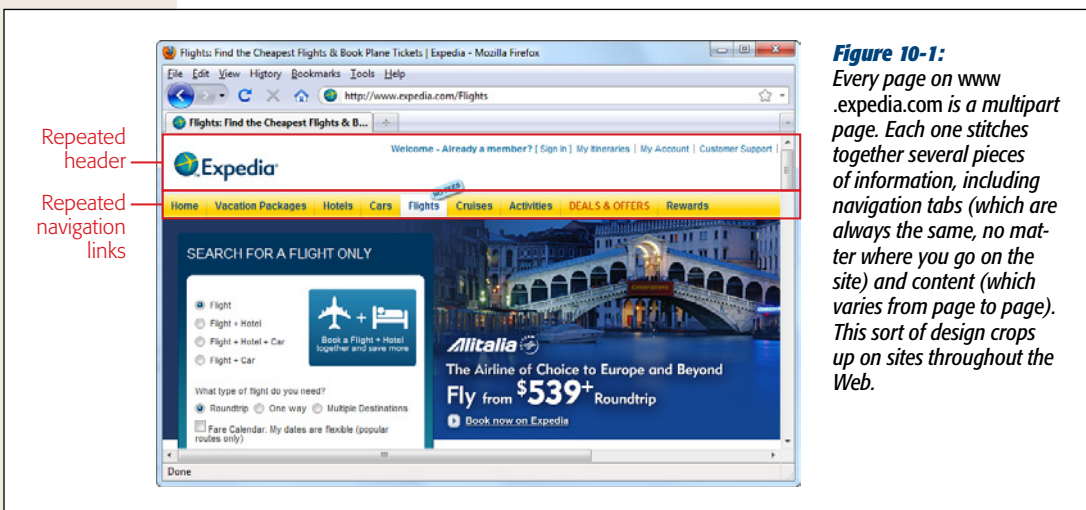 Flights: Find the Cheapest Flights & Book Plane Tickets | Expedia - Mozilla Firefox
File Edit View History Bookmarks Tools Help
http://www.expedia.com/Flights
Flights: Find the Cheapest Flights & B...
Repeated
header
Welcome - Already a member? [ Sign in ] My Itineraries | My Account | Customer Support |
Expedia
Repeated
navigation
links
NO FEES
Home Vacation Packages Hotels Cars Flights Cruises Activities DEALS & OFFERS Rewards
SEARCH FOR A FLIGHT ONLY
Flight
Flight + Hotel
Flight + Hotel + Car
Flight + Car
Book a Flight + Hotel
together and save more
What type of flight do you need?
Roundtrip One way Multiple Destinations
Fare Calendar: My dates are flexible (popular
routes only)
Alitalia
The Airline of Choice to Europe and Beyond
Fly from $539+ Roundtrip
Book now on Expedia
Done
Figure 10-1:
Every page on www
.expedia.com is a multipart
page. Each one stitches
together several pieces
of information, including
navigation tabs (which are
always the same, no mat-
ter where you go on the
site) and content (which
varies from page to page).
This sort of design crops
up on sites throughout the
Web.